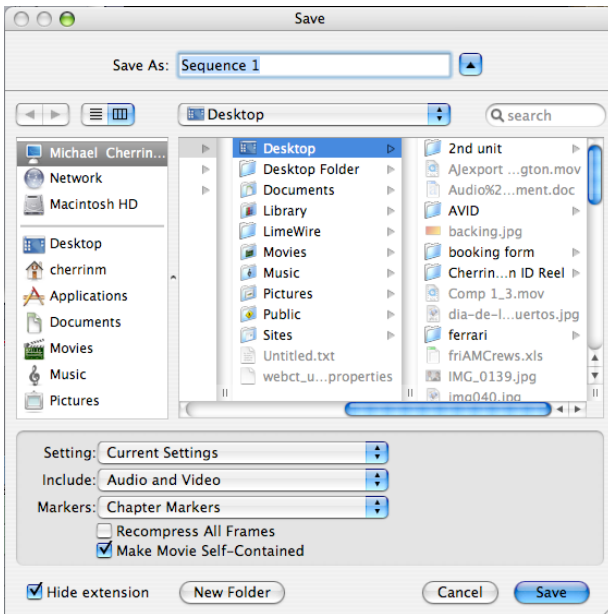 Save
Save As: Sequence 1
Desktop
search
Michael Cherrin...
Network
Macintosh HD
Desktop
cherrinm
Applications
Documents
Movies
Music
Pictures
Desktop
Desktop Folder
Documents
Library
LimeWire
Movies
Music
Pictures
Public
Sites
Untitled.txt
webct_u...properties
2nd unit
AJexport ...gton.mov
Audio%2...ment.doc
AVID
backing.jpg
booking form
Cherrin...n ID Reel
Comp 1_3.mov
dia-de-l...uertos.jpg
ferrari
friAMCrews.xls
IMG_0139.jpg
img040.jpg
Setting: Current Settings
Include: Audio and Video
Markers: Chapter Markers
Recompress All Frames
Make Movie Self-Contained
Hide extension
New Folder
Cancel
Save